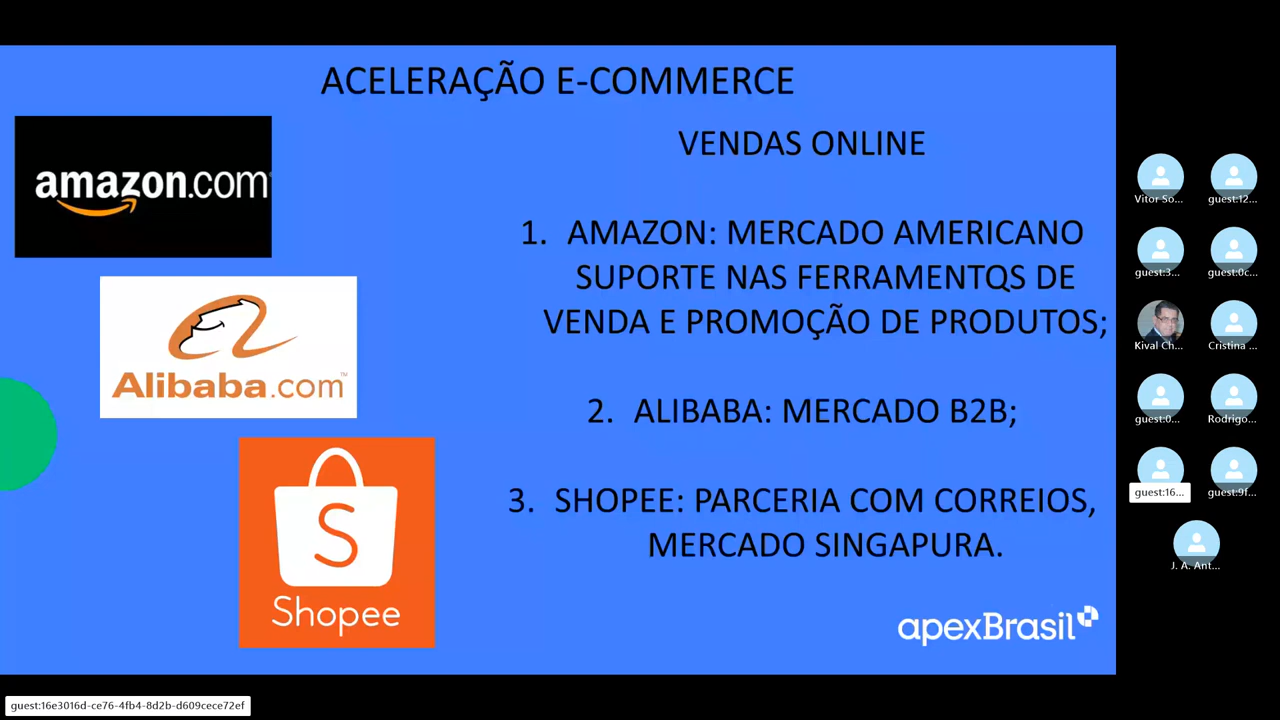 ACELERAÇÃO E-COMMERCE
amazon.com
Alibaba.com™
Shopee
VENDAS ONLINE
1. AMAZON: MERCADO AMERICANO
SUPORTE NAS FERRAMENTQS DE
VENDA E PROMOÇÃO DE PRODUTOS;
2. ALIBABA: MERCADO B2B;
3. SHOPEE: PARCERIA COM CORREIOS,
MERCADO SINGAPURA.
apexBrasil
Vitor So...
guest:12...
guest:3...
guest:0c...
Kival Ch...
Cristina ...
guest:0...
Rodrigo...
guest:16...
guest:9f...
J. A. Ant...
guest:16e3016d-ce76-4fb4-8d2b-d609cece72ef